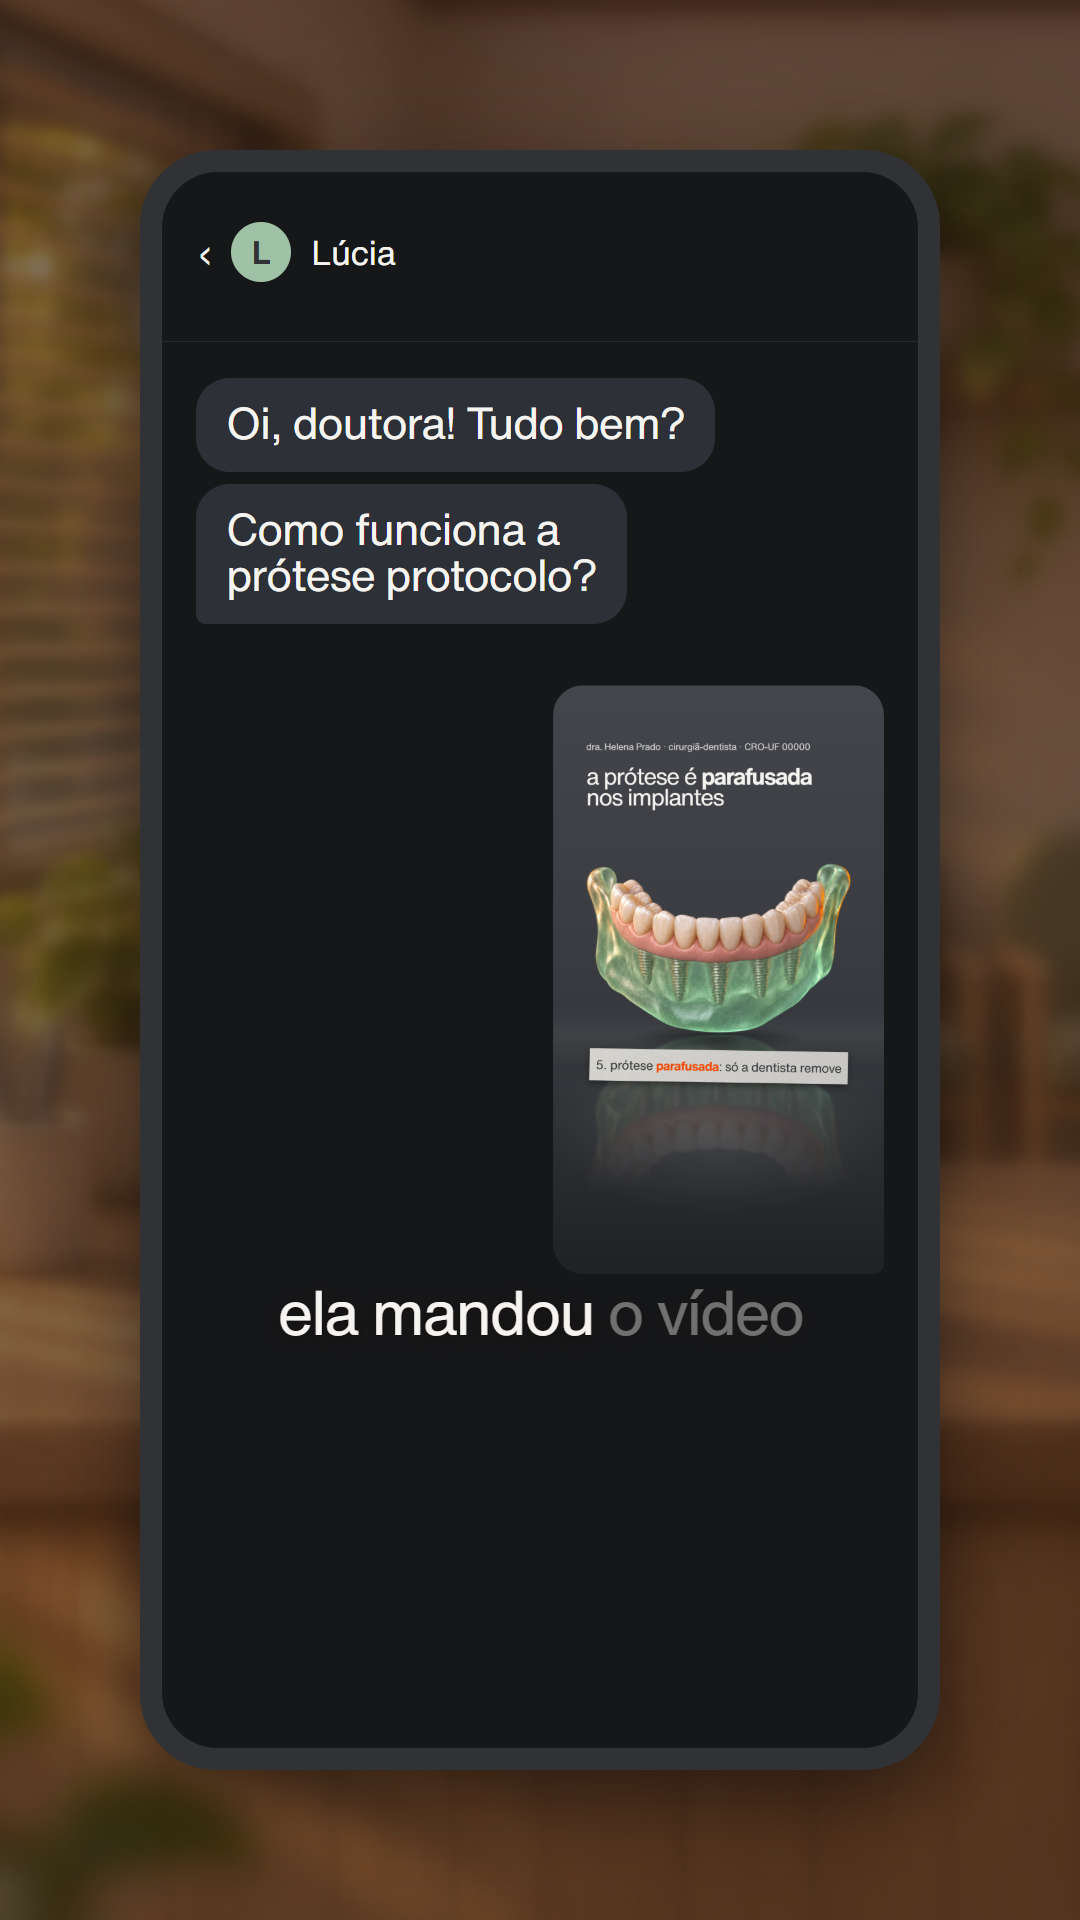 ‹ L Lúcia
Oi, doutora! Tudo bem?
Como funciona a
prótese protocolo?
dra. Helena Prado · cirurgiã-dentista · CRO-UF 00000
a prótese é parafusada
nos implantes
5. prótese parafusada: só a dentista remove
ela mandou o vídeo